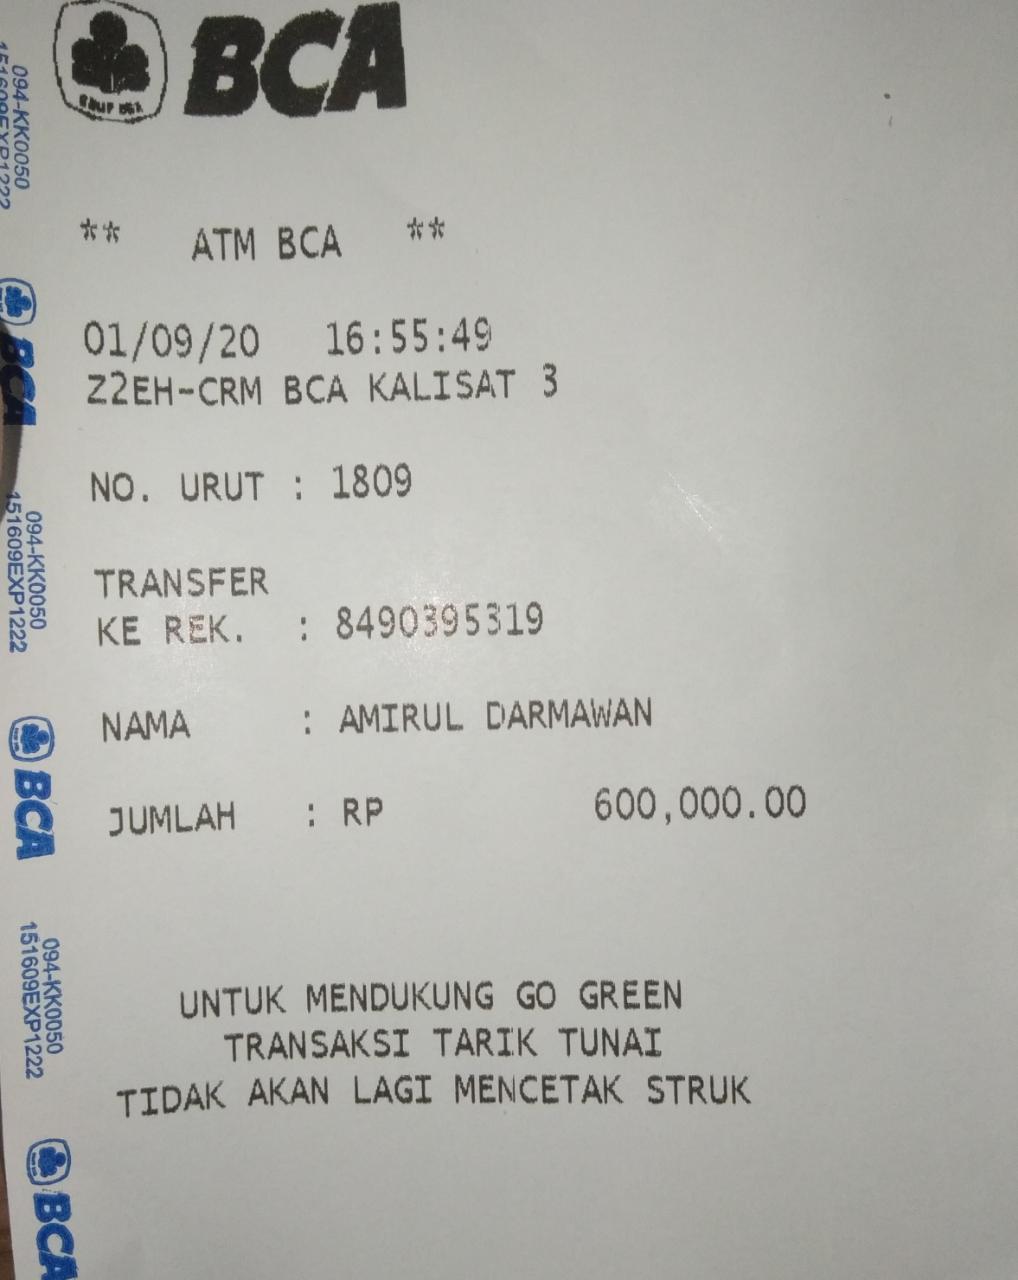 BCA
** ATM BCA **
01/09/20 16:55:49
Z2EH-CRM BCA KALISAT 3
NO. URUT : 1809
TRANSFER
KE REK. : 8490395319
NAMA : AMIRUL DARMAWAN
JUMLAH : RP 600,000.00
UNTUK MENDUKUNG GO GREEN
TRANSAKSI TARIK TUNAI
TIDAK AKAN LAGI MENCETAK STRUK
094-KK0050
151609EXP1222
BCA
094-KK0050
151609EXP1222
BCA
094-KK0050
151609EXP1222
BCA